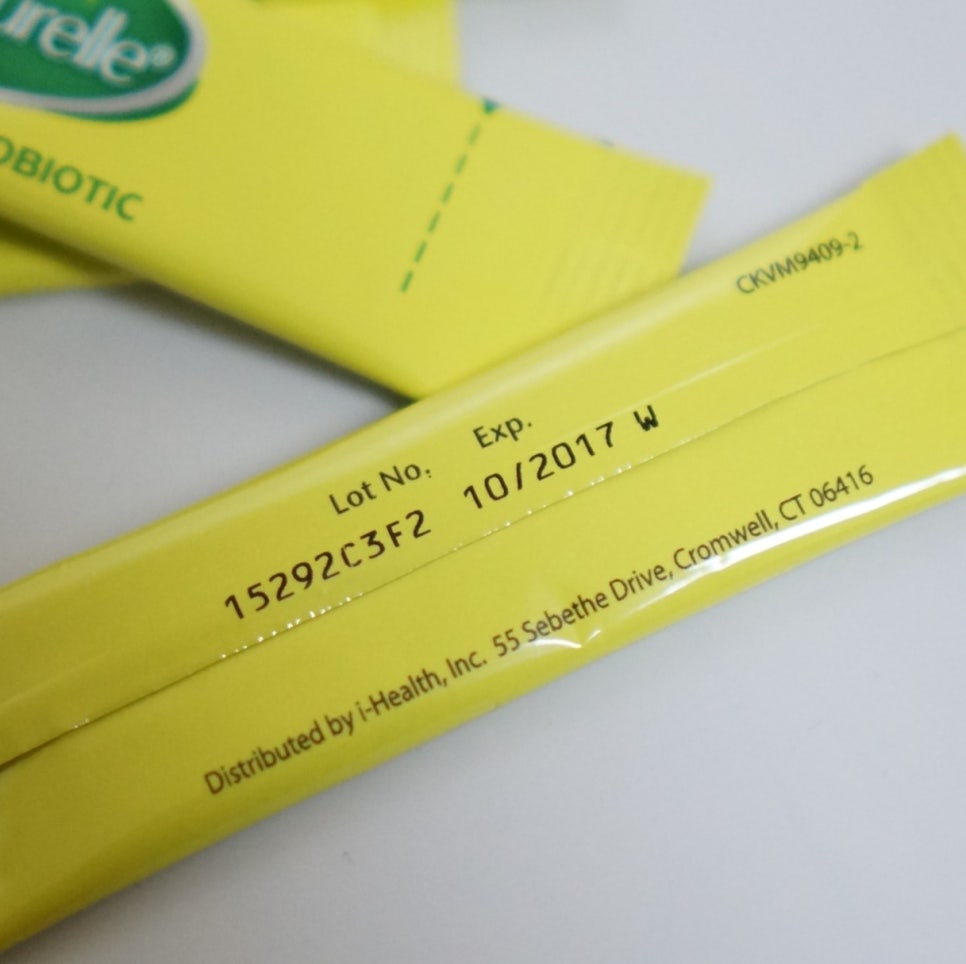 urelle®
OBIOTIC
CKVM9409-2
Lot No. Exp.
15292C3F2 10/2017 W
Distributed by i-Health, Inc. 55 Sebethe Drive, Cromwell, CT 06416